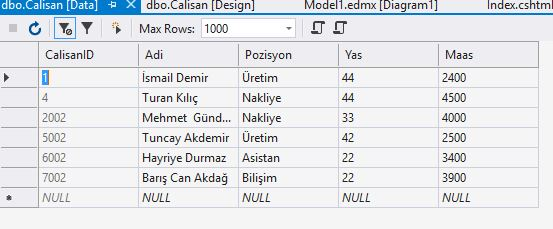 dbo.Calisan [Data] dbo.Calisan [Design] Model1.edmx [Diagram1] Index.cshtml
Max Rows: 1000
CalisanID Adi Pozisyon Yas Maas
1 İsmail Demir Üretim 44 2400
4 Turan Kılıç Nakliye 44 4500
2002 Mehmet Günd... Nakliye 33 4000
5002 Tuncay Akdemir Üretim 42 2500
6002 Hayriye Durmaz Asistan 22 3400
7002 Barış Can Akdağ Bilişim 22 3900
NULL NULL NULL NULL NULL